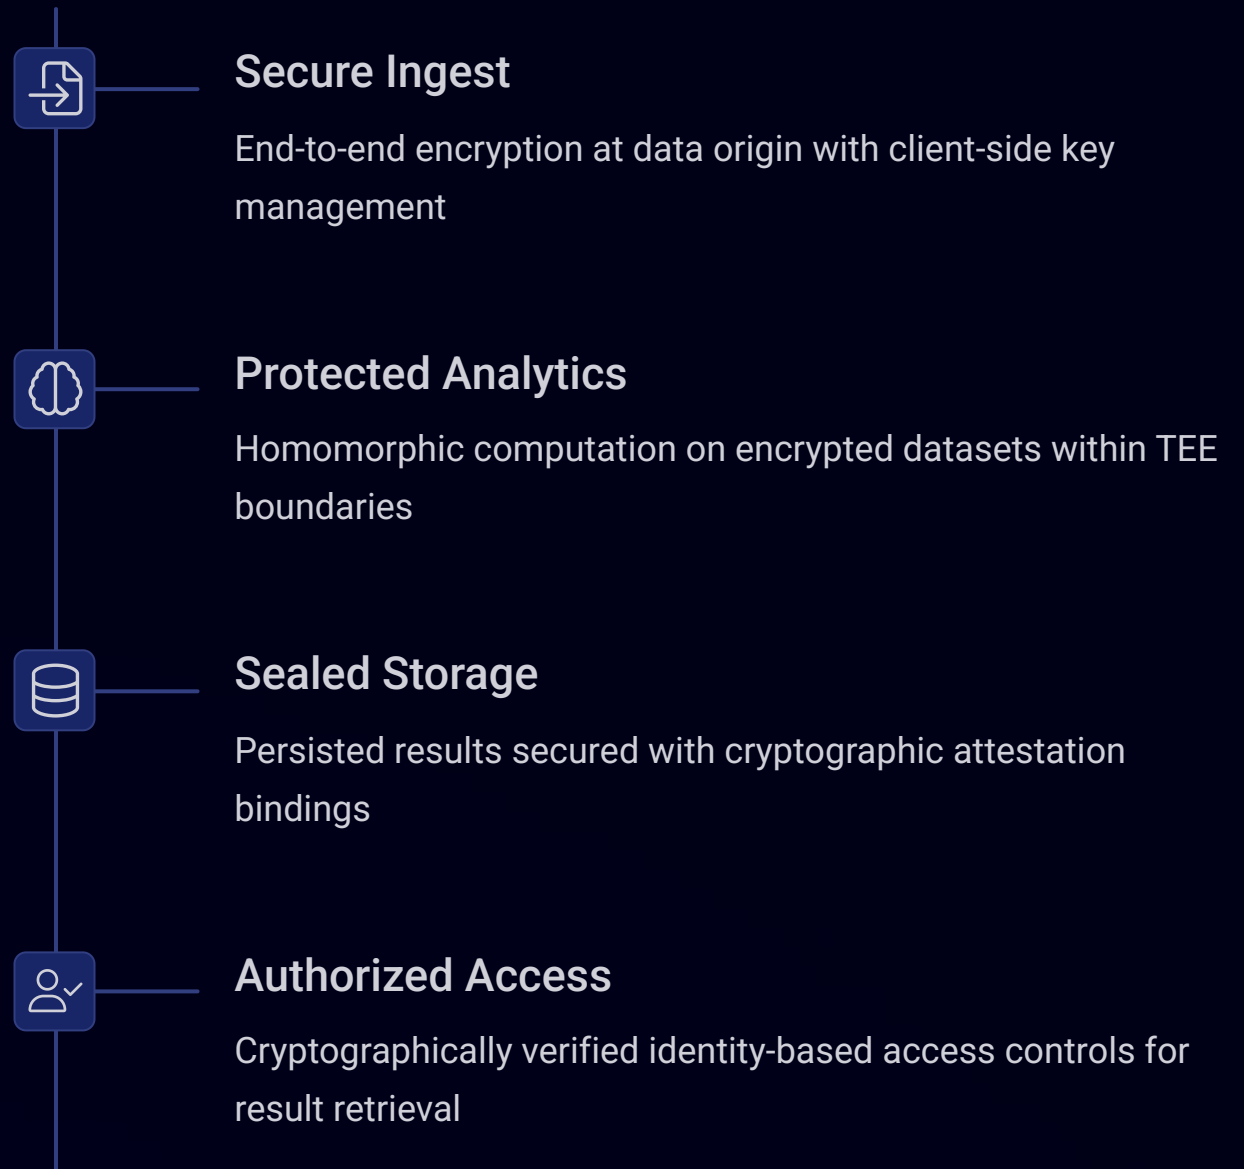 Secure Ingest
End-to-end encryption at data origin with client-side key
management
Protected Analytics
Homomorphic computation on encrypted datasets within TEE
boundaries
Sealed Storage
Persisted results secured with cryptographic attestation
bindings
Authorized Access
Cryptographically verified identity-based access controls for
result retrieval